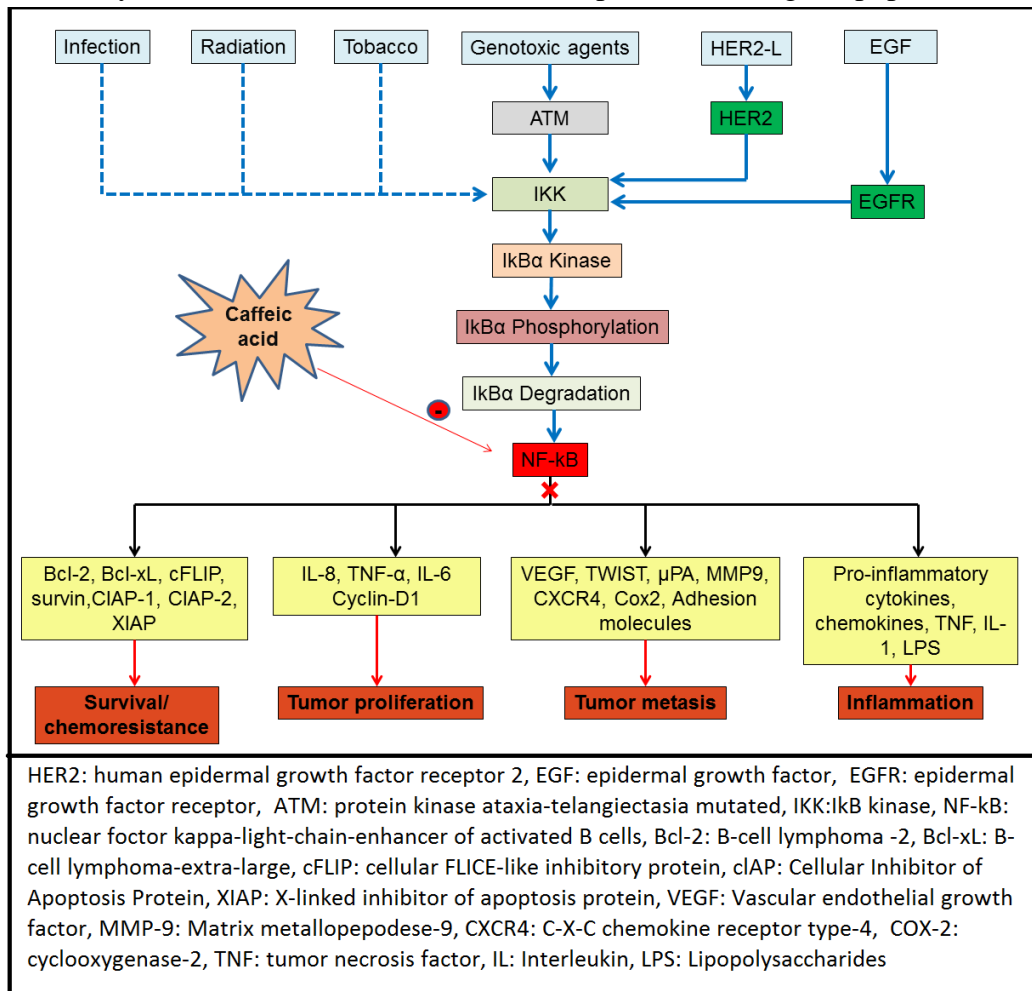 Infection
Radiation
Tobacco
Genotoxic agents
HER2-L
EGF
ATM
HER2
IKK
EGFR
IkBα Kinase
Caffeic
acid
IkBα Phosphorylation
IkBα Degradation
-
NF-kB
Bcl-2, Bcl-xL, cFLIP,
survin,CIAP-1, CIAP-2,
XIAP
IL-8, TNF-α, IL-6
Cyclin-D1
VEGF, TWIST, µPA, MMP9,
CXCR4, Cox2, Adhesion
molecules
Pro-inflammatory
cytokines,
chemokines, TNF, IL-
1, LPS
Survival/
chemoresistance
Tumor proliferation
Tumor metasis
Inflammation
HER2: human epidermal growth factor receptor 2, EGF: epidermal growth factor, EGFR: epidermal
growth factor receptor, ATM: protein kinase ataxia-telangiectasia mutated, IKK:IkB kinase, NF-kB:
nuclear foctor kappa-light-chain-enhancer of activated B cells, Bcl-2: B-cell lymphoma -2, Bcl-xL: B-
cell lymphoma-extra-large, cFLIP: cellular FLICE-like inhibitory protein, cIAP: Cellular Inhibitor of
Apoptosis Protein, XIAP: X-linked inhibitor of apoptosis protein, VEGF: Vascular endothelial growth
factor, MMP-9: Matrix metallopepodese-9, CXCR4: C-X-C chemokine receptor type-4, COX-2:
cyclooxygenase-2, TNF: tumor necrosis factor, IL: Interleukin, LPS: Lipopolysaccharides